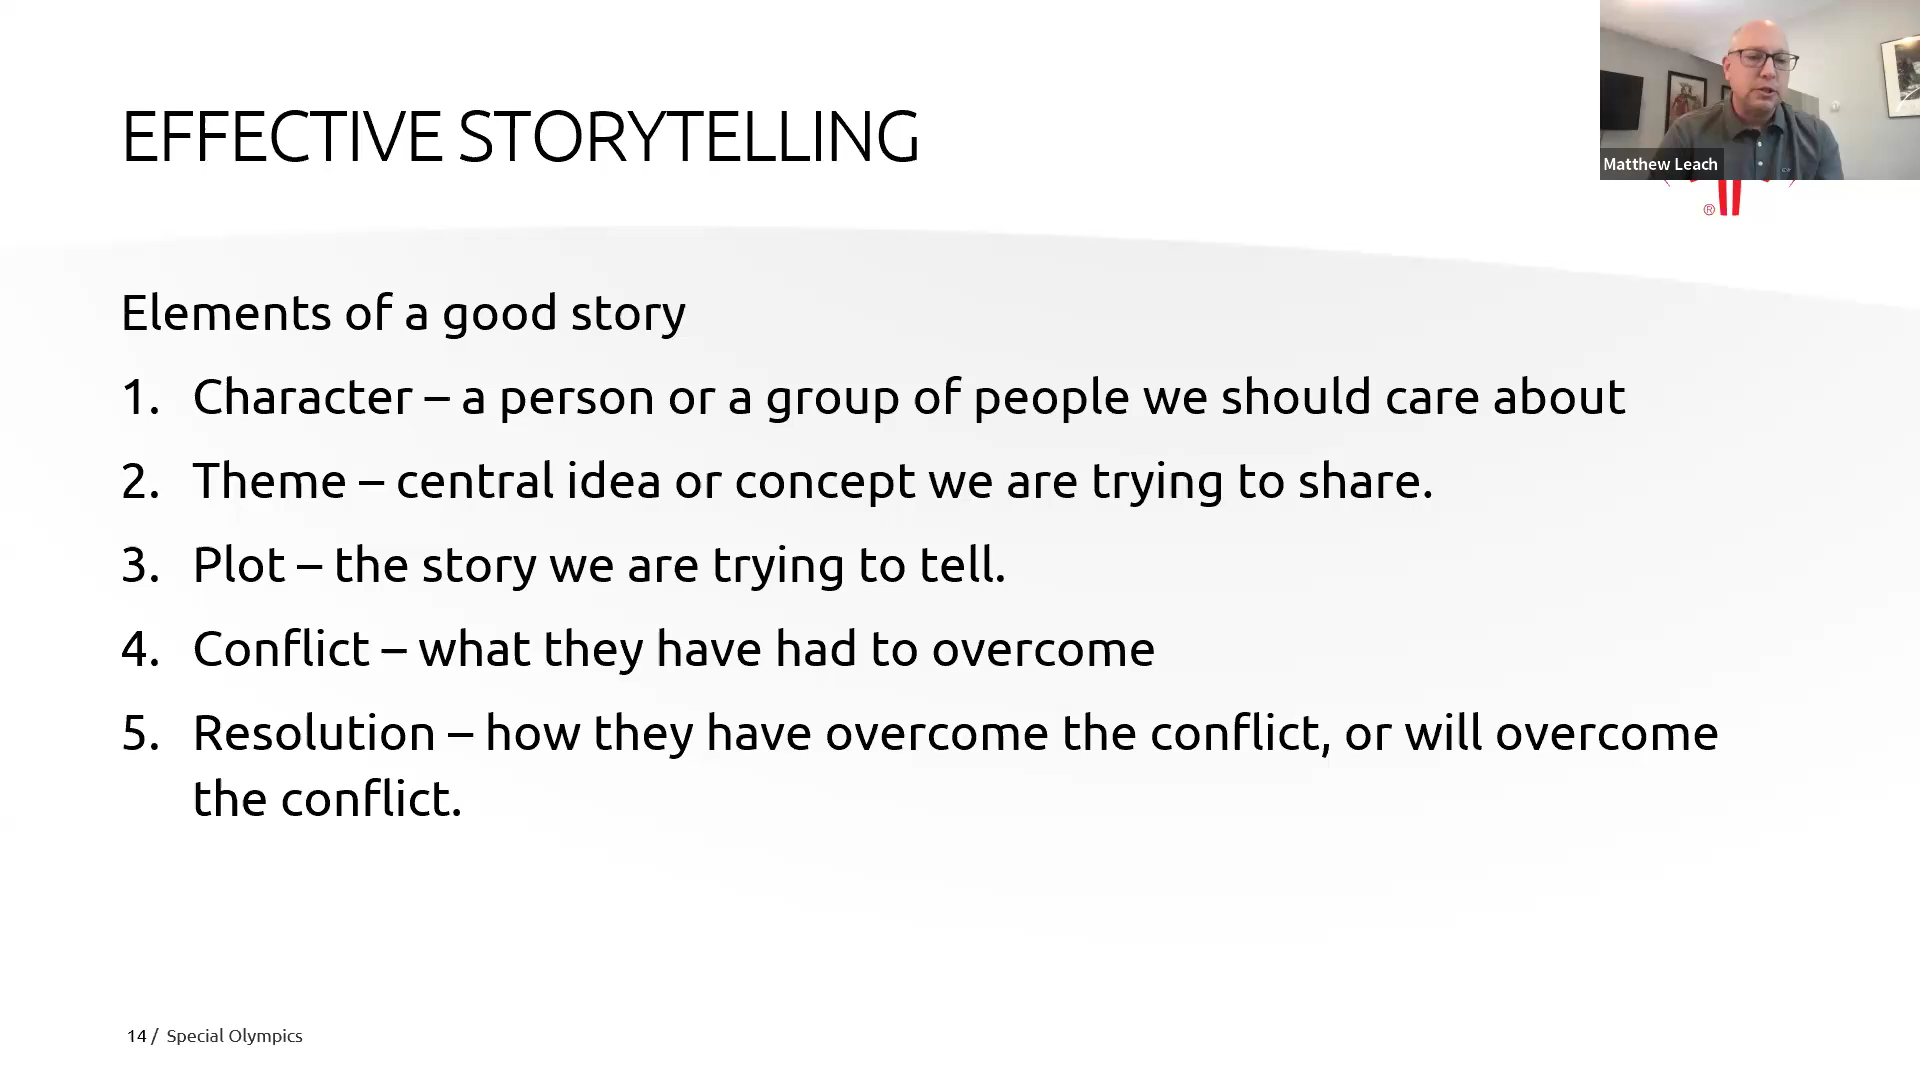 EFFECTIVE STORYTELLING
Matthew Leach
®
Elements of a good story
1. Character – a person or a group of people we should care about
2. Theme – central idea or concept we are trying to share.
3. Plot – the story we are trying to tell.
4. Conflict – what they have had to overcome
5. Resolution – how they have overcome the conflict, or will overcome
the conflict.
14 / Special Olympics